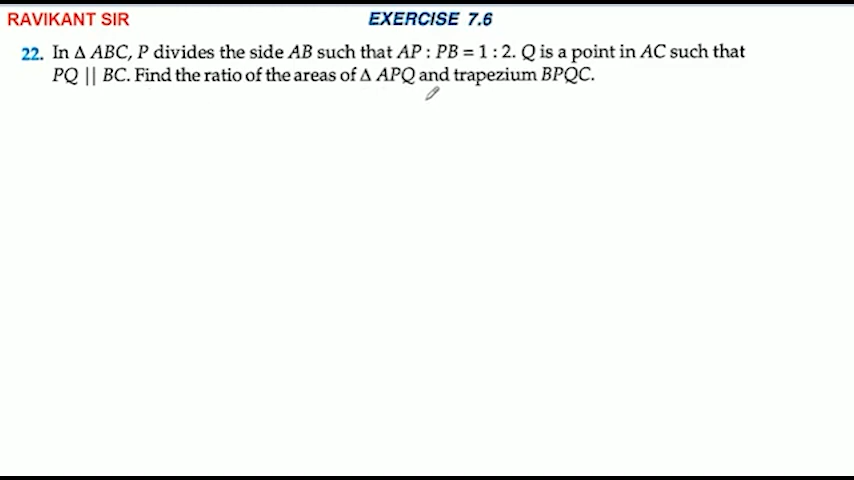 RAVIKANT SIR
EXERCISE 7.6
22. In Δ ABC, P divides the side AB such that AP : PB = 1 : 2. Q is a point in AC such that
PQ || BC. Find the ratio of the areas of Δ APQ and trapezium BPQC.